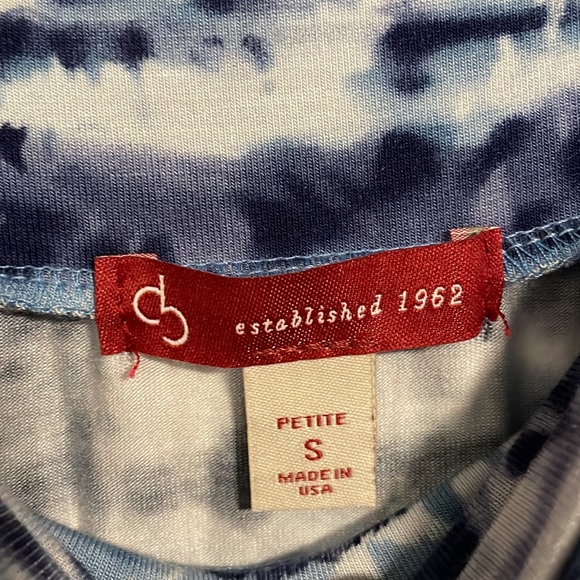 established 1962
PETITE
S
MADE IN
USA